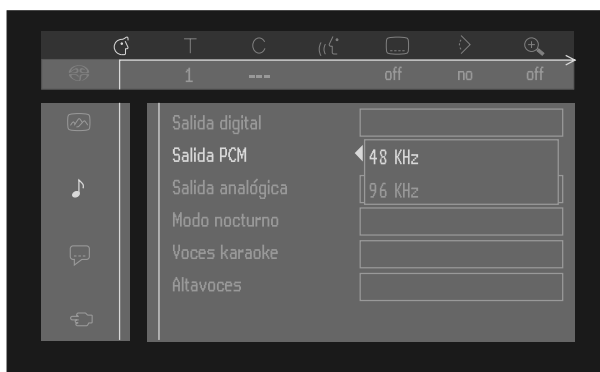 T C
1 --- off no off
Salida digital
Salida PCM 48 KHz
Salida analógica 96 KHz
Modo nocturno
Voces karaoke
Altavoces